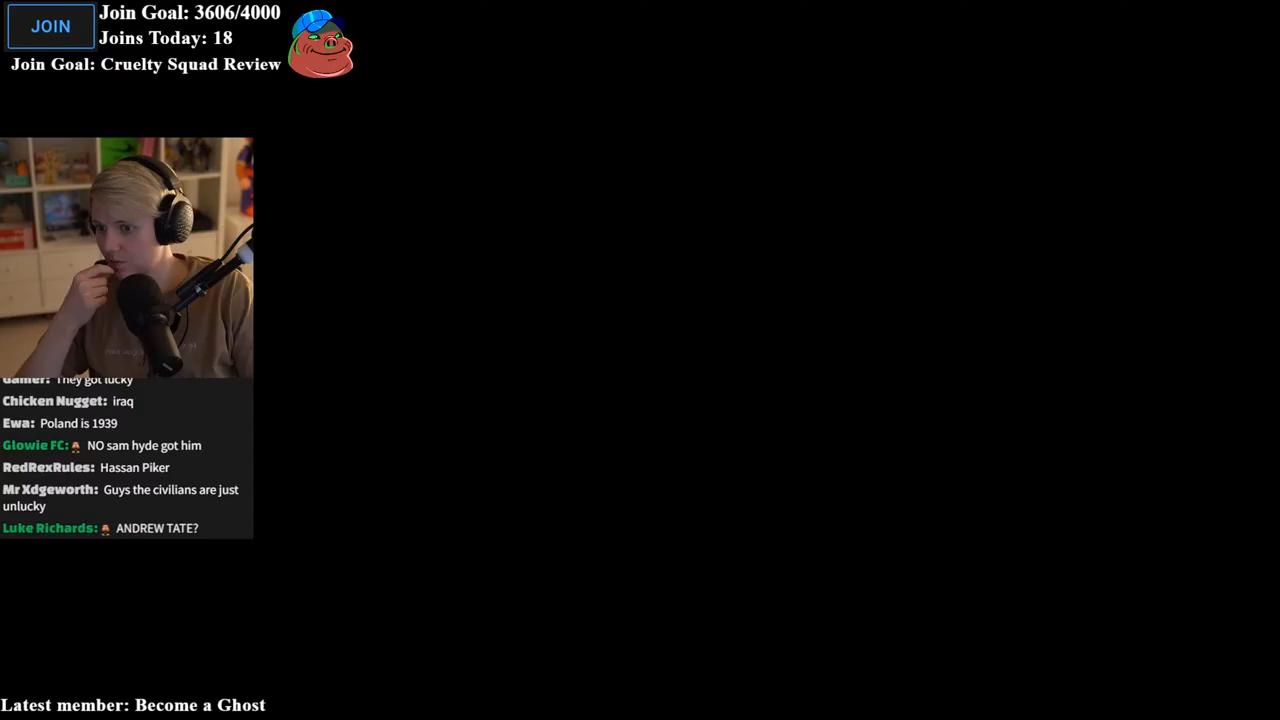 JOIN
Join Goal: 3606/4000
Joins Today: 18
Join Goal: Cruelty Squad Review
Gamer: They got lucky
Chicken Nugget: iraq
Ewa: Poland is 1939
Glowie FC: NO sam hyde got him
RedRexRules: Hassan Piker
Mr Xdgeworth: Guys the civilians are just
unlucky
Luke Richards: ANDREW TATE?
Latest member: Become a Ghost